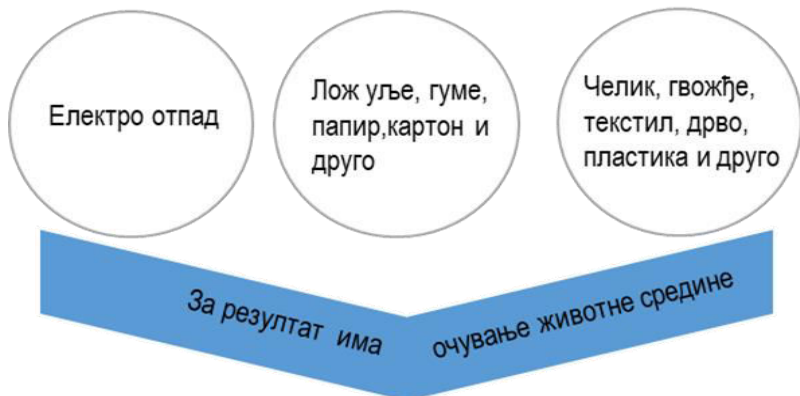 Електро отпад
Лож уље, гуме,
папир,картон и
друго
Челик, гвожђе,
текстил, дрво,
пластика и друго
За резултат има
очување животне средине